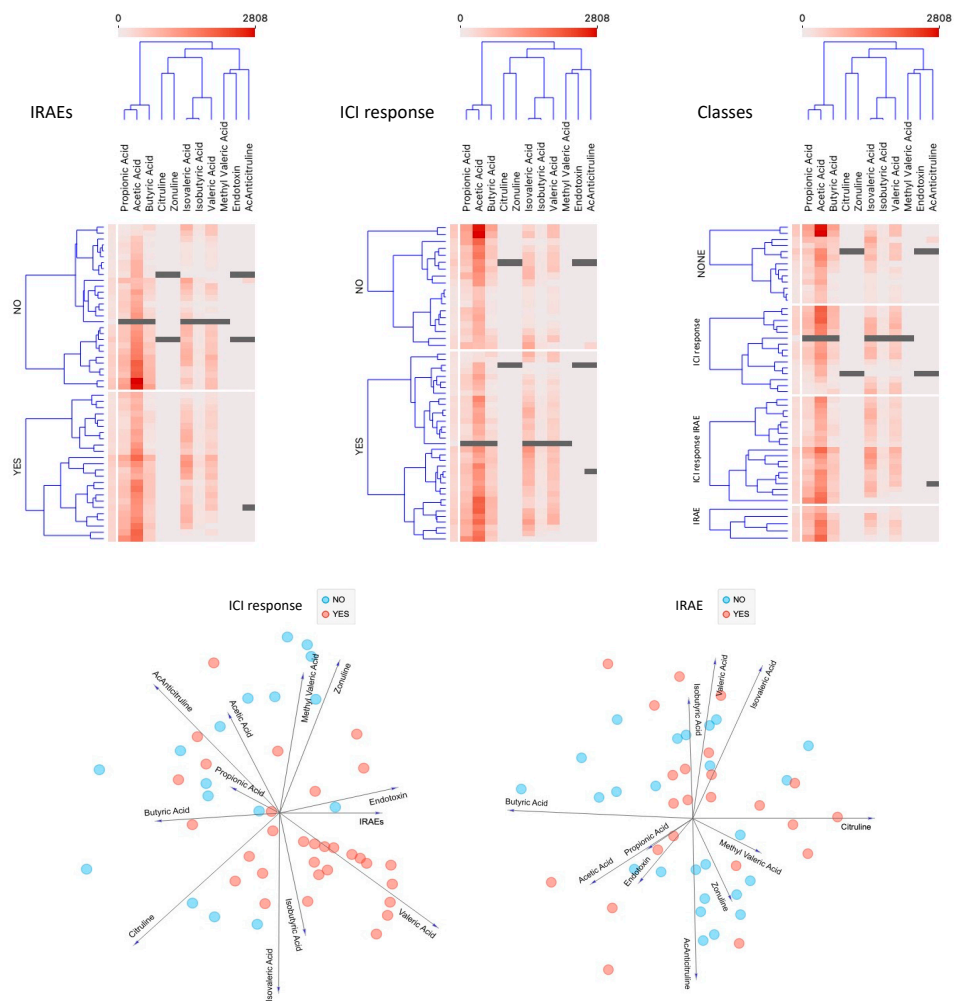 0 2808
0 2808
0 2808
IRAEs
ICI response
Classes
Propionic Acid
Acetic Acid
Butyric Acid
Citruline
Zonuline
Isovaleric Acid
Isobutyric Acid
Valeric Acid
Methyl Valeric Acid
Endotoxin
AcAnticitruline
Propionic Acid
Acetic Acid
Butyric Acid
Citruline
Zonuline
Isovaleric Acid
Isobutyric Acid
Valeric Acid
Methyl Valeric Acid
Endotoxin
AcAnticitruline
Propionic Acid
Acetic Acid
Butyric Acid
Citruline
Zonuline
Isovaleric Acid
Isobutyric Acid
Valeric Acid
Methyl Valeric Acid
Endotoxin
AcAnticitruline
NO
YES
NO
YES
NONE
ICI response
ICI response IRAE
IRAE
ICI response
NO
YES
AcAnticitruline
Acetic Acid
Methyl Valeric Acid
Zonuline
Propionic Acid
Endotoxin
Butyric Acid
IRAEs
Citruline
Isobutyric Acid
Valeric Acid
Isovaleric Acid
IRAE
NO
YES
Isobutyric Acid
Valeric Acid
Isovaleric Acid
Butyric Acid
Citruline
Propionic Acid
Acetic Acid
Endotoxin
Methyl Valeric Acid
Zonuline
AcAnticitruline